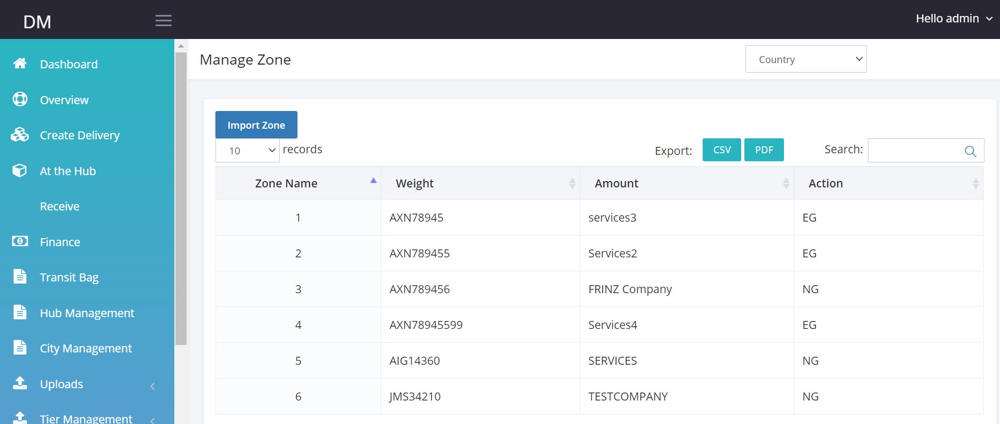 DM
Hello admin
Dashboard
Overview
Create Delivery
At the Hub
Receive
Finance
Transit Bag
Hub Management
City Management
Uploads
Tier Management
Manage Zone
Country
Import Zone
10 records
Export: CSV PDF
Search:
Zone Name Weight Amount Action
1 AXN78945 services3 EG
2 AXN789455 Services2 EG
3 AXN789456 FRINZ Company NG
4 AXN78945599 Services4 EG
5 AIG14360 SERVICES NG
6 JMS34210 TESTCOMPANY NG